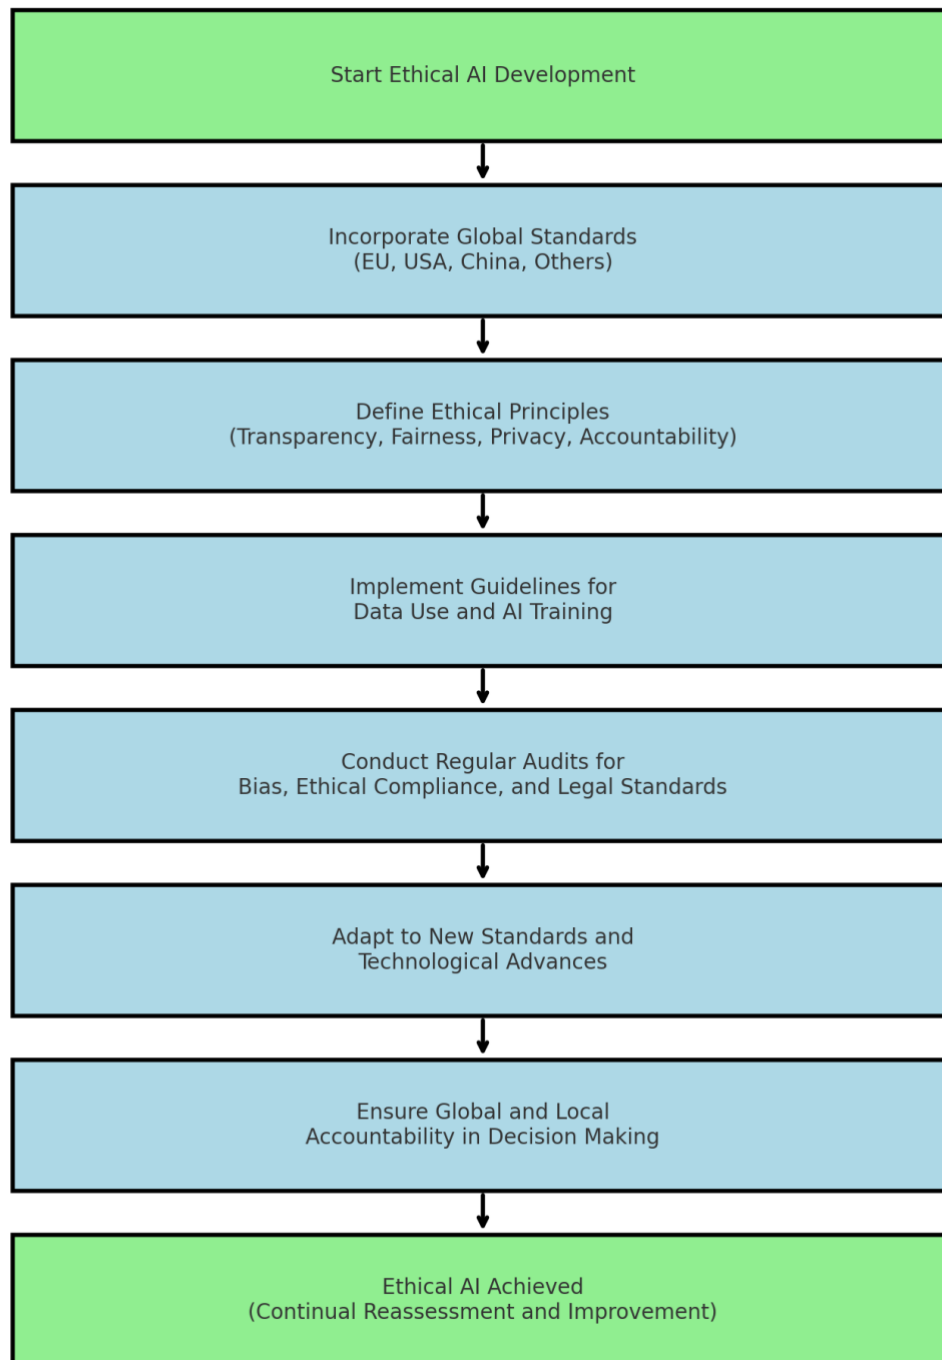 Start Ethical AI Development
Incorporate Global Standards
(EU, USA, China, Others)
Define Ethical Principles
(Transparency, Fairness, Privacy, Accountability)
Implement Guidelines for
Data Use and AI Training
Conduct Regular Audits for
Bias, Ethical Compliance, and Legal Standards
Adapt to New Standards and
Technological Advances
Ensure Global and Local
Accountability in Decision Making
Ethical AI Achieved
(Continual Reassessment and Improvement)